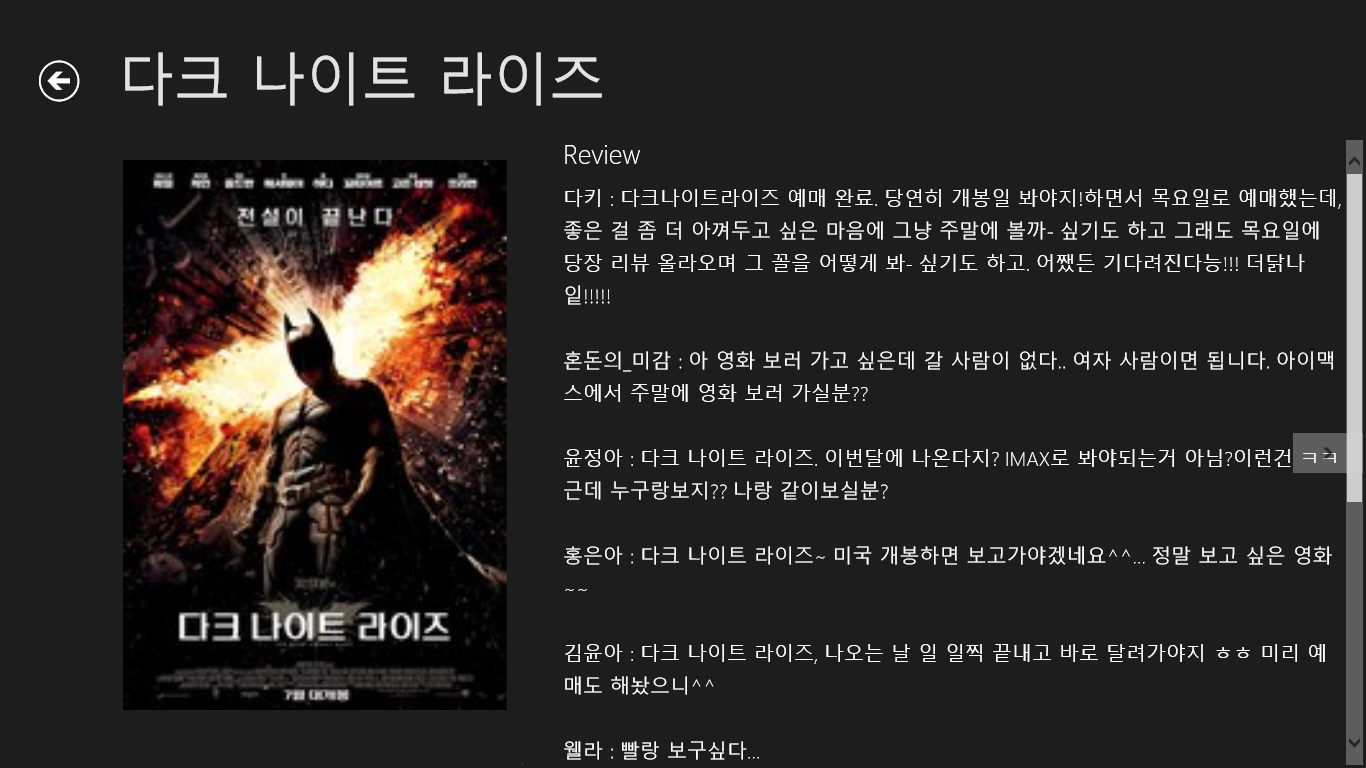 다크 나이트 라이즈
전설이 끝난다
다크 나이트 라이즈
7월 대개봉
Review
다키 : 다크나이트라이즈 예매 완료. 당연히 개봉일 봐야지!하면서 목요일로 예매했는데,
좋은 걸 좀 더 아껴두고 싶은 마음에 그냥 주말에 볼까- 싶기도 하고 그래도 목요일에
당장 리뷰 올라오며 그 꼴을 어떻게 봐- 싶기도 하고. 어쨌든 기다려진다능!!! 더닭나
잍!!!!!
혼돈의_미감 : 아 영화 보러 가고 싶은데 갈 사람이 없다.. 여자 사람이면 됩니다. 아이맥
스에서 주말에 영화 보러 가실분??
윤정아 : 다크 나이트 라이즈. 이번달에 나온다지? IMAX로 봐야되는거 아님?이런건 ㅋㅋ
근데 누구랑보지?? 나랑 같이보실분?
홍은아 : 다크 나이트 라이즈~ 미국 개봉하면 보고가야겠네요^^... 정말 보고 싶은 영화
~~
김윤아 : 다크 나이트 라이즈, 나오는 날 일 일찍 끝내고 바로 달려가야지 ㅎㅎ 미리 예
매도 해놨으니^^
웰라 : 빨랑 보구싶다...